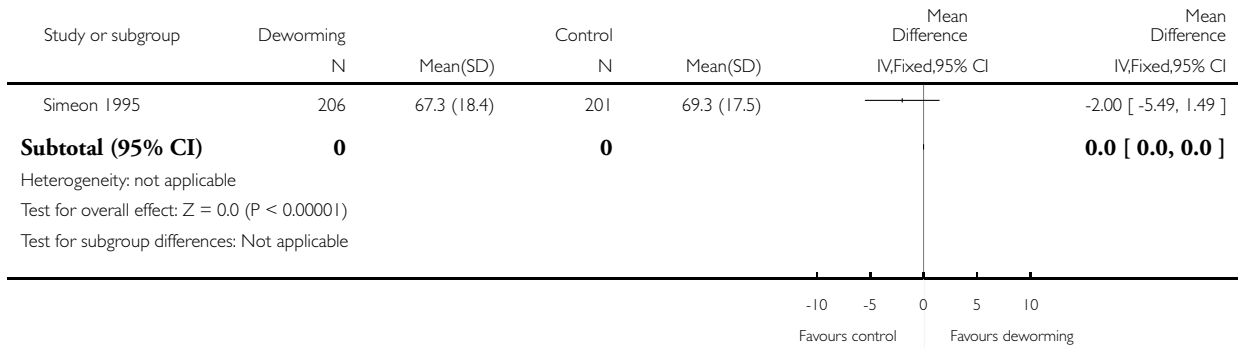 Study or subgroup Deworming Control Mean Difference Mean Difference
N Mean(SD) N Mean(SD) IV,Fixed,95% CI IV,Fixed,95% CI
Simeon 1995 206 67.3 (18.4) 201 69.3 (17.5) -2.00 [ -5.49, 1.49 ]
Subtotal (95% CI) 0 0 0.0 [ 0.0, 0.0 ]
Heterogeneity: not applicable
Test for overall effect: Z = 0.0 (P < 0.00001)
Test for subgroup differences: Not applicable
-10 -5 0 5 10
Favours control Favours deworming